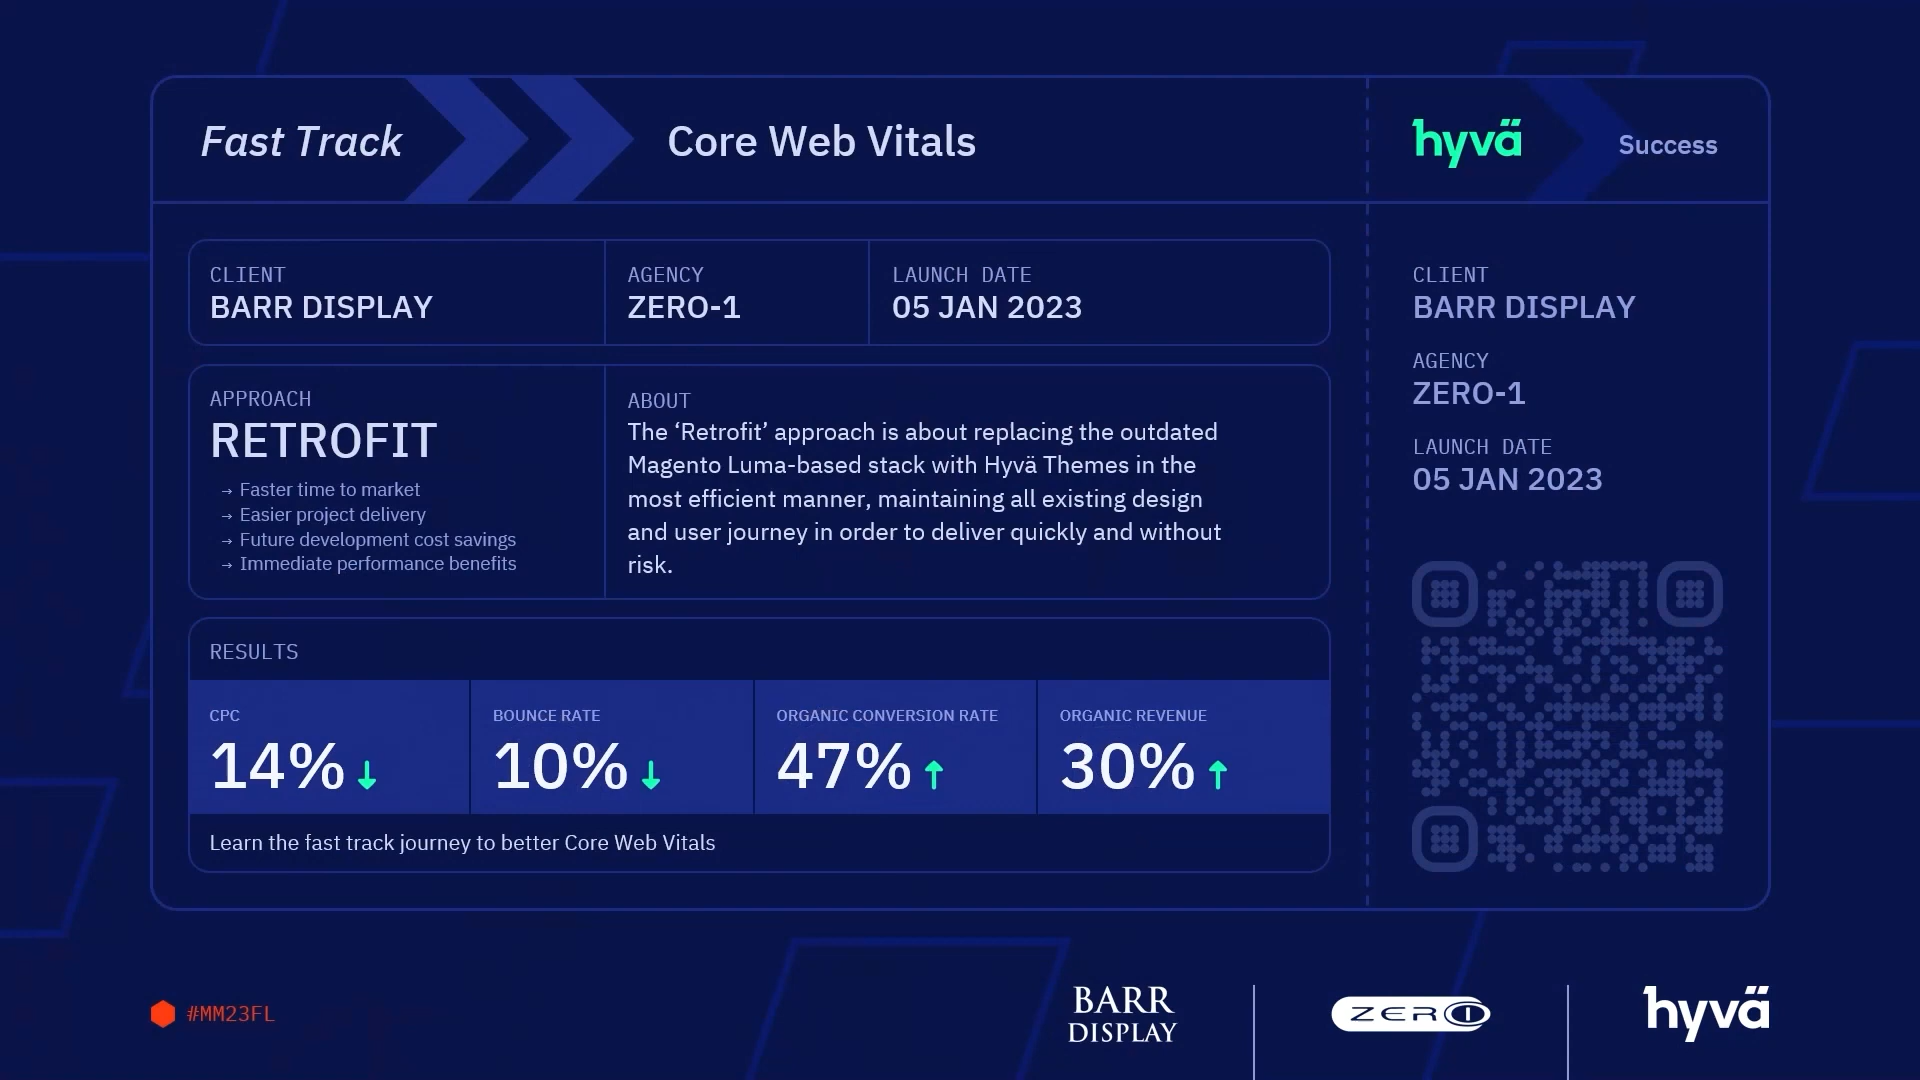 Fast Track
Core Web Vitals
hyvä
Success
CLIENT
BARR DISPLAY
AGENCY
ZERO-1
LAUNCH DATE
05 JAN 2023
APPROACH
RETROFIT
→ Faster time to market
→ Easier project delivery
→ Future development cost savings
→ Immediate performance benefits
ABOUT
The ‘Retrofit’ approach is about replacing the outdated
Magento Luma-based stack with Hyvä Themes in the
most efficient manner, maintaining all existing design
and user journey in order to deliver quickly and without
risk.
RESULTS
CPC
14% ↓
BOUNCE RATE
10% ↓
ORGANIC CONVERSION RATE
47% ↑
ORGANIC REVENUE
30% ↑
Learn the fast track journey to better Core Web Vitals
CLIENT
BARR DISPLAY
AGENCY
ZERO-1
LAUNCH DATE
05 JAN 2023
#MM23FL
BARR
DISPLAY
ZERO1
hyvä